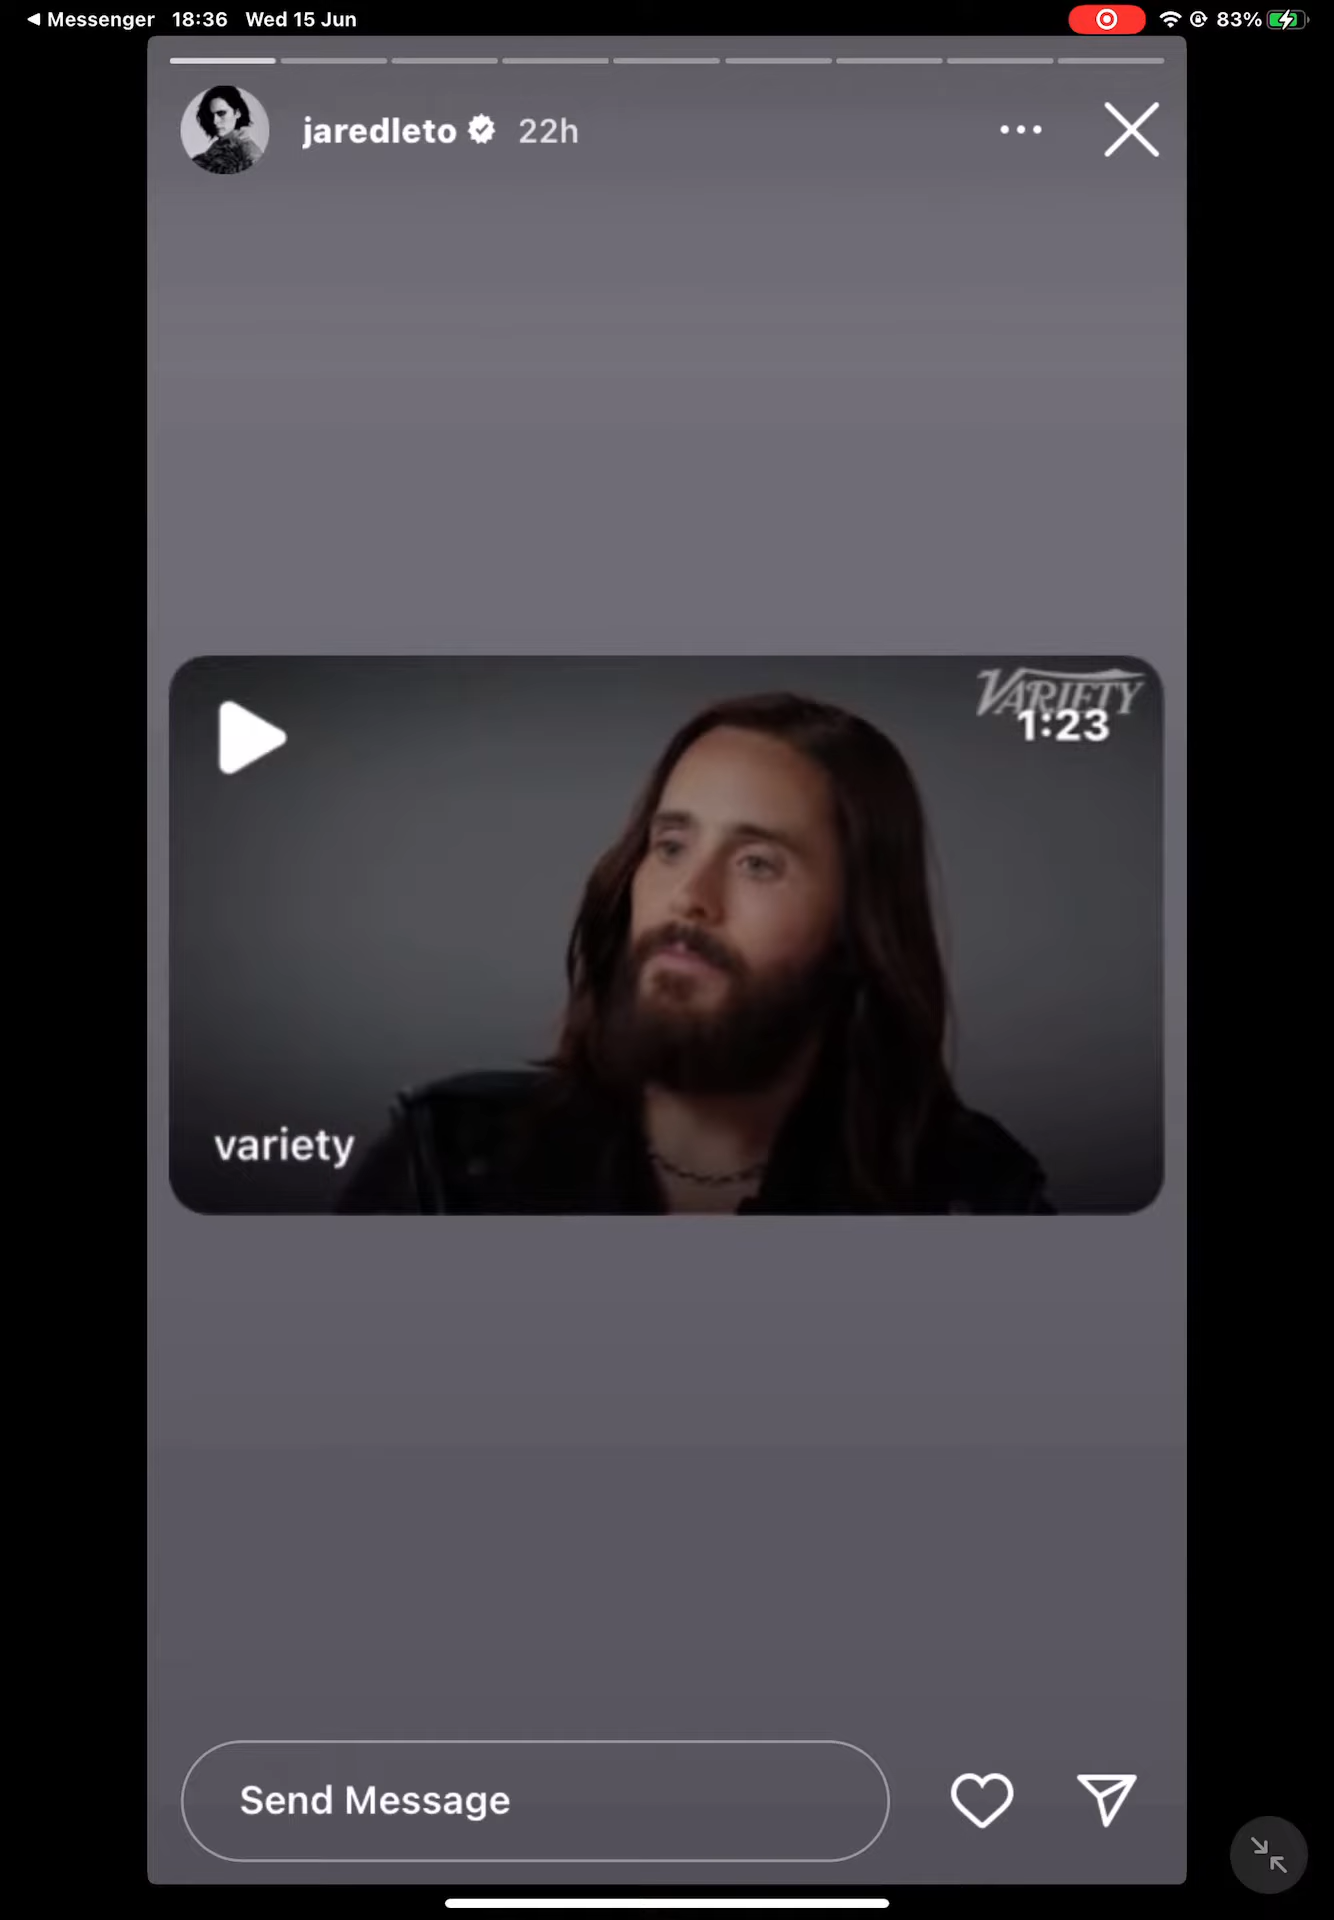 Messenger 18:36 Wed 15 Jun 83%
jaredleto 22h
VARIETY
1:23
variety
Send Message